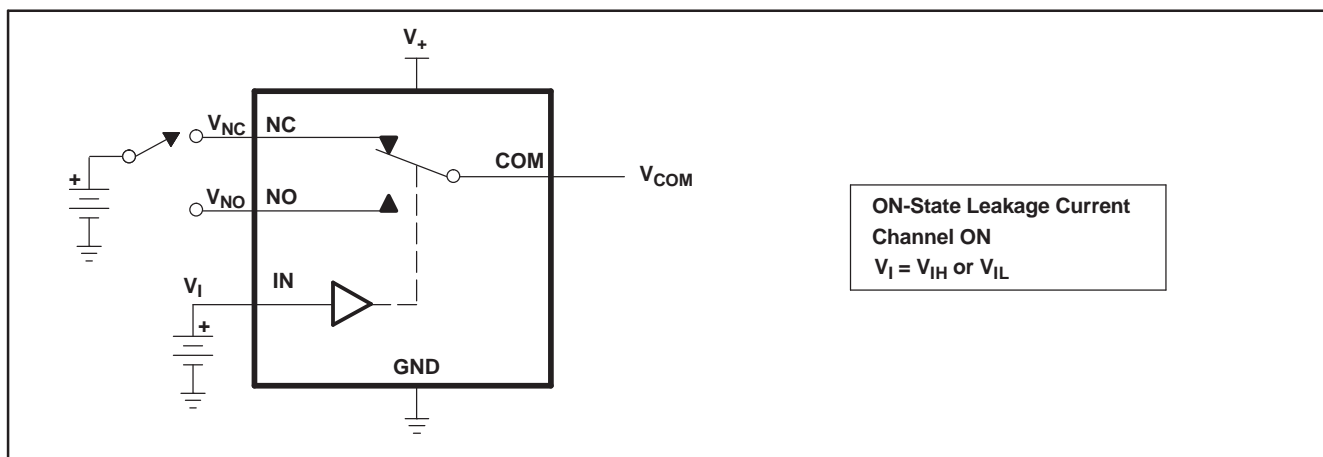 V+
VNC NC
COM
VCOM
+
VNO NO
VI IN
+
GND
ON-State Leakage Current
Channel ON
VI = VIH or VIL